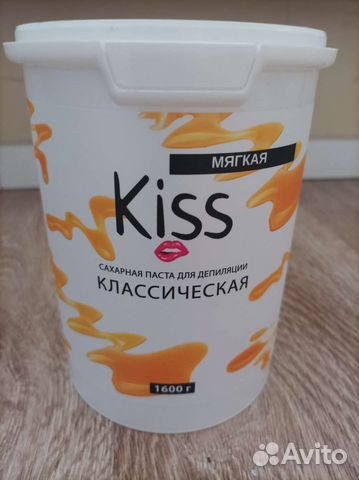 МЯГКАЯ
Kiss
САХАРНАЯ ПАСТА ДЛЯ ДЕПИЛЯЦИИ
КЛАССИЧЕСКАЯ
1600 г
Avito